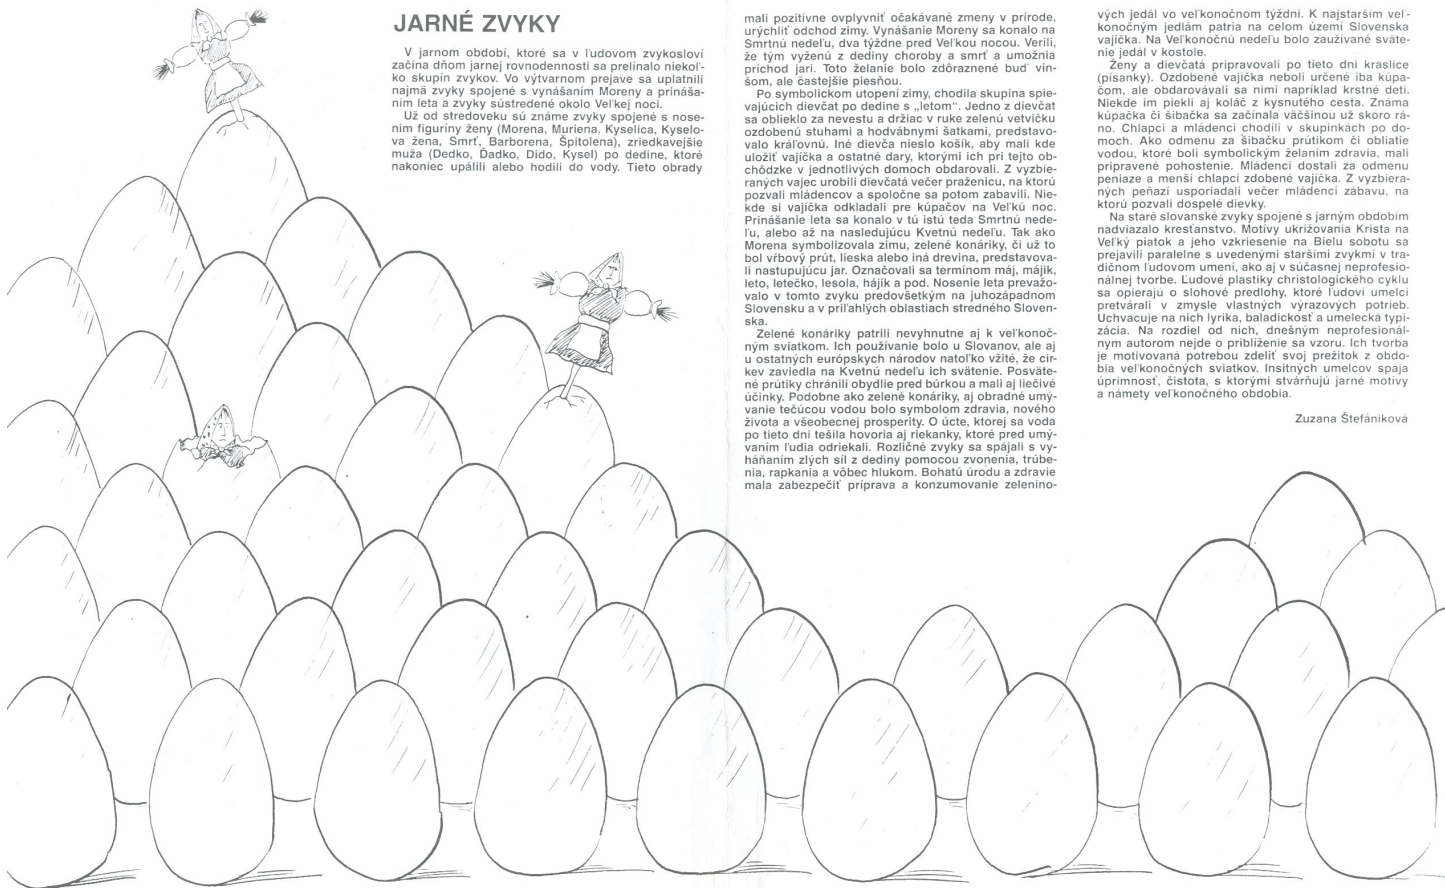 JARNÉ ZVYKY
V jarnom období, ktoré sa v ľudovom zvykosloví
začína dňom jarnej rovnodennosti sa prelínalo niekoľ-
ko skupín zvykov. Vo výtvarnom prejave sa uplatnili
najmä zvyky spojené s vynášaním Moreny a prináša-
ním leta a zvyky sústredené okolo Veľkej noci.
Už od stredoveku sú známe zvyky spojené s nose-
ním figuríny ženy (Morena, Muriena, Kyselica, Kyselo-
va žena, Smrť, Barborena, Špitolena), zriedkavejšie
muža (Dedko, Ďadko, Dido, Kysel) po dedine, ktoré
nakoniec upálili alebo hodili do vody. Tieto obrady
mali pozitívne ovplyvniť očakávané zmeny v prírode,
urýchliť odchod zimy. Vynášanie Moreny sa konalo na
Smrtnú nedeľu, dva týždne pred Veľkou nocou. Verili,
že tým vyženú z dediny choroby a smrť a umožnia
príchod jari. Toto želanie bolo zdôraznené buď vin-
šom, ale častejšie piesňou.
Po symbolickom utopení zimy, chodila skupina spie-
vajúcich dievčat po dedine s „letom“. Jedno z dievčat
sa oblieklo za nevestu a držiac v ruke zelenú vetvičku
ozdobenú stuhami a hodvábnymi šatkami, predstavo-
valo kráľovnú. Iné dievča nieslo košík, aby mali kde
uložiť vajíčka a ostatné dary, ktorými ich pri tejto ob-
chôdzke v jednotlivých domoch obdarovali. Z vyzbie-
raných vajec urobili dievčatá večer praženicu, na ktorú
pozvali mládencov a spoločne sa potom zabavili. Nie-
kde si vajíčka odkladali pre kúpačov na Veľkú noc.
Prinášanie leta sa konalo v tú istú teda Smrtnú nede-
ľu, alebo až na nasledujúcu Kvetnú nedeľu. Tak ako
Morena symbolizovala zimu, zelené konáriky, či už to
bol vŕbový prút, lieska alebo iná drevina, predstavova-
li nastupujúcu jar. Označovali sa termínom máj, májik,
leto, letečko, lesola, hájik a pod. Nosenie leta prevažo-
valo v tomto zvyku predovšetkým na juhozápadnom
Slovensku a v priľahlých oblastiach stredného Sloven-
ska.
Zelené konáriky patrili nevyhnutne aj k veľkonoč-
ným sviatkom. Ich používanie bolo u Slovanov, ale aj
u ostatných európskych národov natoľko vžité, že cir-
kev zaviedla na Kvetnú nedeľu ich svätenie. Posväte-
né prútiky chránili obydlie pred búrkou a mali aj liečivé
účinky. Podobne ako zelené konáriky, aj obradné umý-
vanie tečúcou vodou bolo symbolom zdravia, nového
života a všeobecnej prosperity. O úcte, ktorej sa voda
po tieto dni tešila hovoria aj riekanky, ktoré pred umý-
vaním ľudia odriekali. Rozličné zvyky sa spájali s vy-
háňaním zlých síl z dediny pomocou zvonenia, trúbe-
nia, rapkania a vôbec hlukom. Bohatú úrodu a zdravie
mala zabezpečiť príprava a konzumovanie zelenino-
vých jedál vo veľkonočnom týždni. K najstarším veľ-
konočným jedlám patria na celom území Slovenska
vajíčka. Na Veľkonočnú nedeľu bolo zaužívané sväte-
nie jedál v kostole.
Ženy a dievčatá pripravovali po tieto dni kraslice
(písanky). Ozdobené vajíčka neboli určené iba kúpa-
čom, ale obdarovávali sa nimi napríklad krstné deti.
Niekde im piekli aj koláč z kysnutého cesta. Známa
kúpačka či šibačka sa začínala väčšinou už skoro rá-
no. Chlapci a mládenci chodili v skupinkách po do-
moch. Ako odmenu za šibačku prútikom či obliatie
vodou, ktoré boli symbolickým želaním zdravia, mali
pripravené pohostenie. Mládenci dostali za odmenu
peniaze a menší chlapci zdobené vajíčka. Z vyzbiera-
ných peňazí usporiadali večer mládenci zábavu, na
ktorú pozvali dospelé dievky.
Na staré slovanské zvyky spojené s jarným obdobím
nadviazalo kresťanstvo. Motívy ukrižovania Krista na
Veľký piatok a jeho vzkriesenie na Bielu sobotu sa
prejavili paralelne s uvedenými staršími zvykmi v tra-
dičnom ľudovom umení, ako aj v súčasnej neprofesio-
nálnej tvorbe. Ľudové plastiky christologického cyklu
sa opierajú o slohové predlohy, ktoré ľudoví umelci
pretvárali v zmysle vlastných výrazových potrieb.
Uchvacuje na nich lyrika, baladickosť a umelecká typi-
zácia. Na rozdiel od nich, dnešným neprofesionál-
nym autorom nejde o priblíženie sa vzoru. Ich tvorba
je motivovaná potrebou zdeliť svoj prežitok z obdo-
bia veľkonočných sviatkov. Insitných umelcov spája
úprimnosť, čistota, s ktorými stvárňujú jarné motívy
a námety veľkonočného obdobia.
Zuzana Štefániková